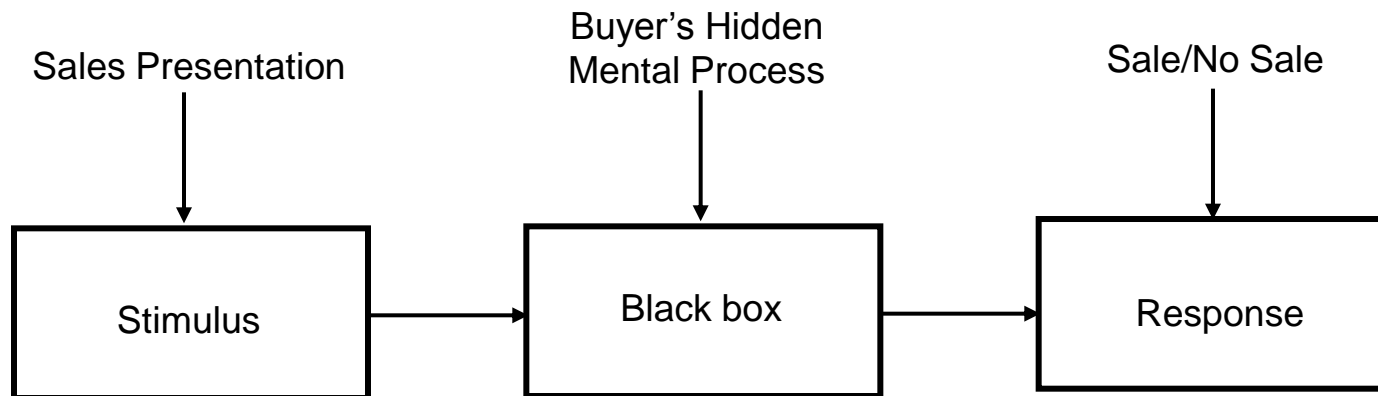 Sales Presentation
Buyer’s Hidden
Mental Process
Sale/No Sale
Stimulus
Black box
Response